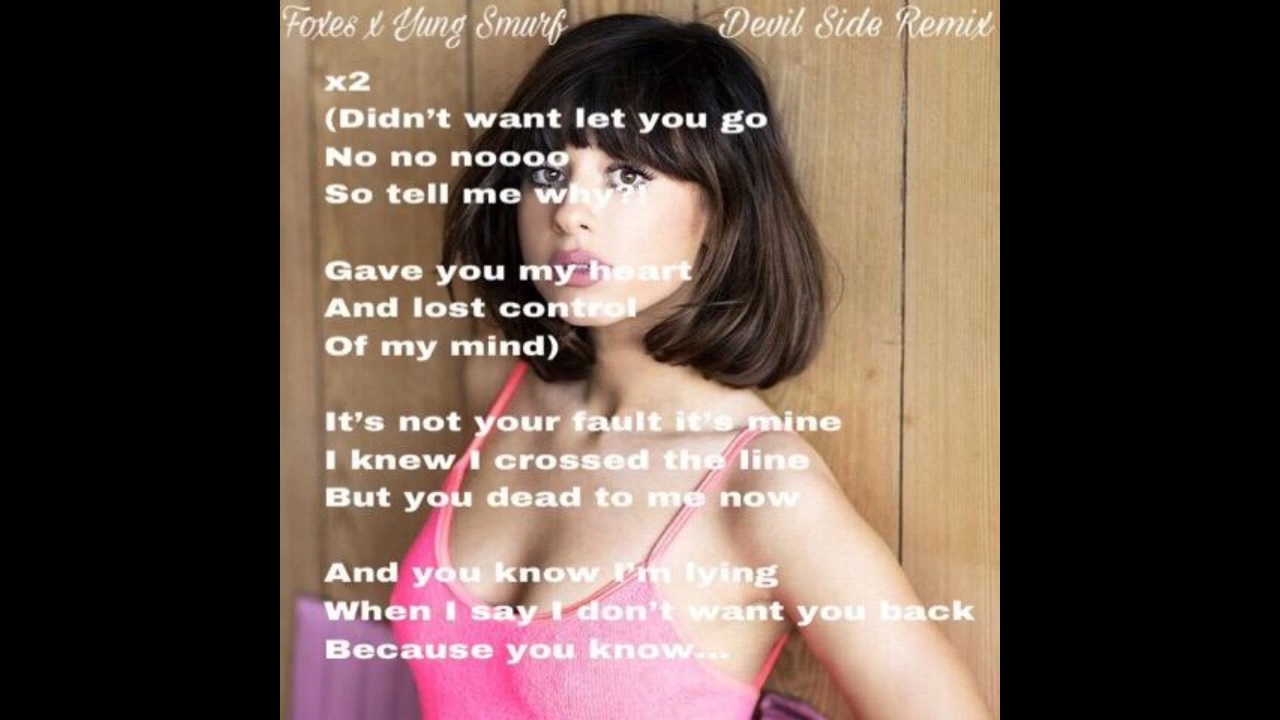 Foxes x Yung Smurf
Devil Side Remix
x2
(Didn't want let you go
No no noooo
So tell me why?!
Gave you my heart
And lost control
Of my mind)
It's not your fault it's mine
I knew I crossed the line
But you dead to me now
And you know I'm lying
When I say I don't want you back
Because you know...